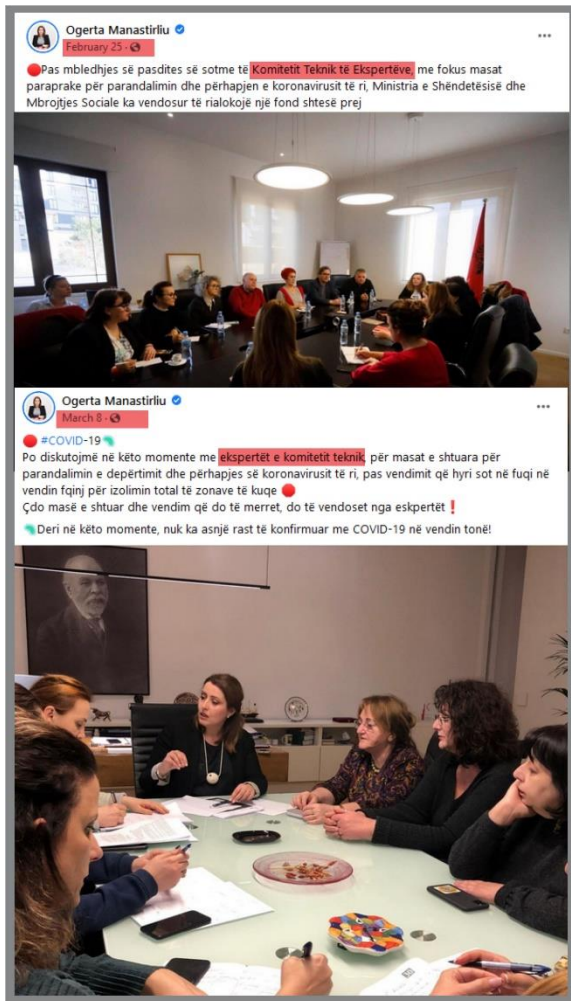 Ogerta Manastirliu
February 25 ·
Pas mbledhjes së pasdites së sotme të Komitetit Teknik të Ekspertëve, me fokus masat
paraprake për parandalimin dhe përhapjen e koronavirusit të ri, Ministria e Shëndetësisë dhe
Mbrojtjes Sociale ka vendosur të rialokojë një fond shtesë prej
Ogerta Manastirliu
March 8 ·
#COVID-19
Po diskutojmë në këto momente me ekspertët e komitetit teknik, për masat e shtuara për
parandalimin e depërtimit dhe përhapjes së koronavirusit të ri, pas vendimit që hyri sot në fuqi në
vendin fqinj për izolimin total të zonave të kuqe
Çdo masë e shtuar dhe vendim që do të merret, do të vendoset nga eskpertët❗
Deri në këto momente, nuk ka asnjë rast të konfirmuar me COVID-19 në vendin tonë!